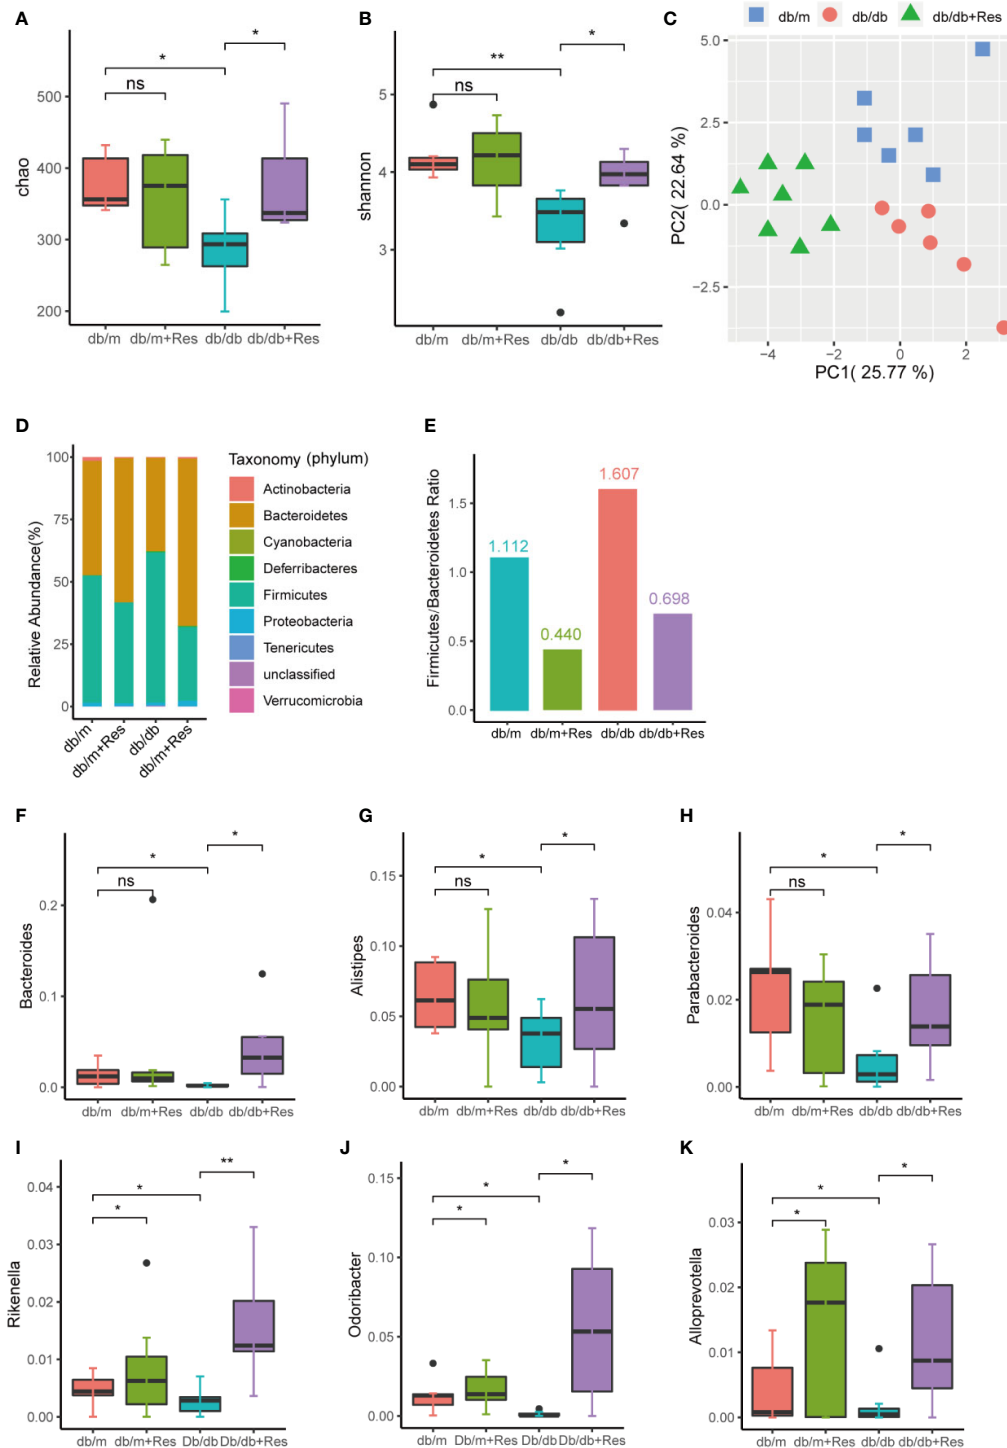 A
chao
500
400
300
200
*
*
ns
db/m db/m+Res db/db db/db+Res
B
shannon
5
4
3
**
*
ns
db/m db/m+Res db/db db/db+Res
C
db/m db/db db/db+Res
PC2( 22.64 %)
5.0
2.5
0.0
−2.5
−4 −2 0 2
PC1( 25.77 %)
D
Relative Abundance(%)
100
75
50
25
0
db/m
db/m+Res
db/db
db/m+Res
Taxonomy (phylum)
Actinobacteria
Bacteroidetes
Cyanobacteria
Deferribacteres
Firmicutes
Proteobacteria
Tenericutes
unclassified
Verrucomicrobia
E
Firmicutes/Bacteroidetes Ratio
1.5
1.0
0.5
0.0
1.112
0.440
1.607
0.698
db/m db/m+Res db/db db/db+Res
F
Bacteroides
0.2
0.1
0.0
*
*
ns
db/m db/m+Res db/db db/db+Res
G
Alistipes
0.15
0.10
0.05
0.00
*
*
ns
db/m db/m+Res db/db db/db+Res
H
Parabacteroides
0.04
0.02
0.00
*
*
ns
db/m db/m+Res db/db db/db+Res
I
Rikenella
0.04
0.03
0.02
0.01
0.00
**
*
*
db/m db/m+Res Db/db Db/db+Res
J
Odoribacter
0.15
0.10
0.05
0.00
*
*
*
db/m Db/m+Res Db/db Db/db+Res
K
Alloprevotella
0.03
0.02
0.01
0.00
*
*
*
db/m db/m+Res db/db db/db+Res